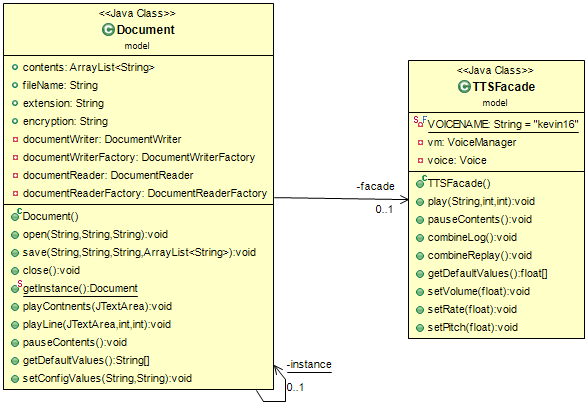 <<Java Class>>
C Document
model
contents: ArrayList<String>
fileName: String
extension: String
encryption: String
documentWriter: DocumentWriter
documentWriterFactory: DocumentWriterFactory
documentReader: DocumentReader
documentReaderFactory: DocumentReaderFactory
C Document()
open(String,String,String):void
save(String,String,String,ArrayList<String>):void
close():void
S getInstance():Document
playContnents(JTextArea):void
playLine(JTextArea,int,int):void
pauseContents():void
getDefaultValues():String[]
setConfigValues(String,String):void
-facade
0..1
-instance
0..1
<<Java Class>>
C TTSFacade
model
S F VOICENAME: String = "kevin16"
vm: VoiceManager
voice: Voice
C TTSFacade()
play(String,int,int):void
pauseContents():void
combineLog():void
combineReplay():void
getDefaultValues():float[]
setVolume(float):void
setRate(float):void
setPitch(float):void